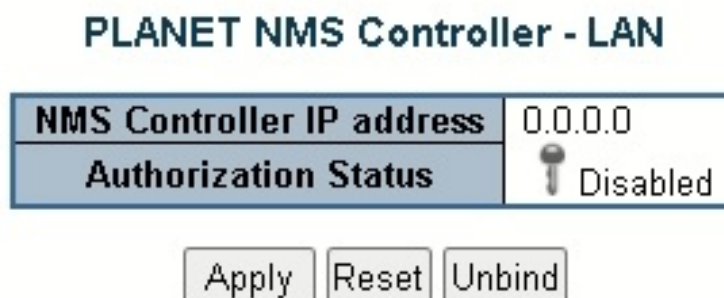 PLANET NMS Controller - LAN
NMS Controller IP address 0.0.0.0
Authorization Status Disabled
Apply Reset Unbind